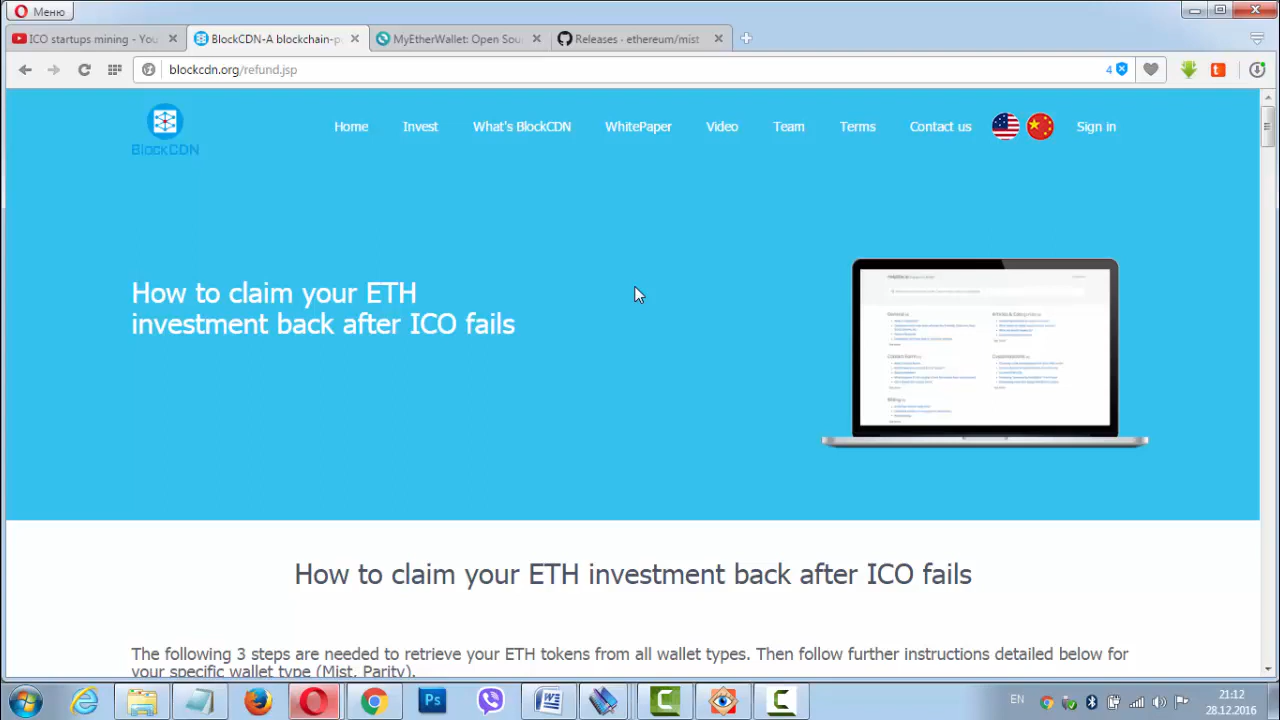 Меню
ICO startups mining - You
BlockCDN-A blockchain-p
MyEtherWallet: Open Sou
Releases · ethereum/mist
blockcdn.org/refund.jsp
4
BlockCDN
Home
Invest
What's BlockCDN
WhitePaper
Video
Team
Terms
Contact us
Sign in
How to claim your ETH
investment back after ICO fails
How to claim your ETH investment back after ICO fails
The following 3 steps are needed to retrieve your ETH tokens from all wallet types. Then follow further instructions detailed below for
your specific wallet type (Mist, Parity).
Ps
EN
21:12
28.12.2016